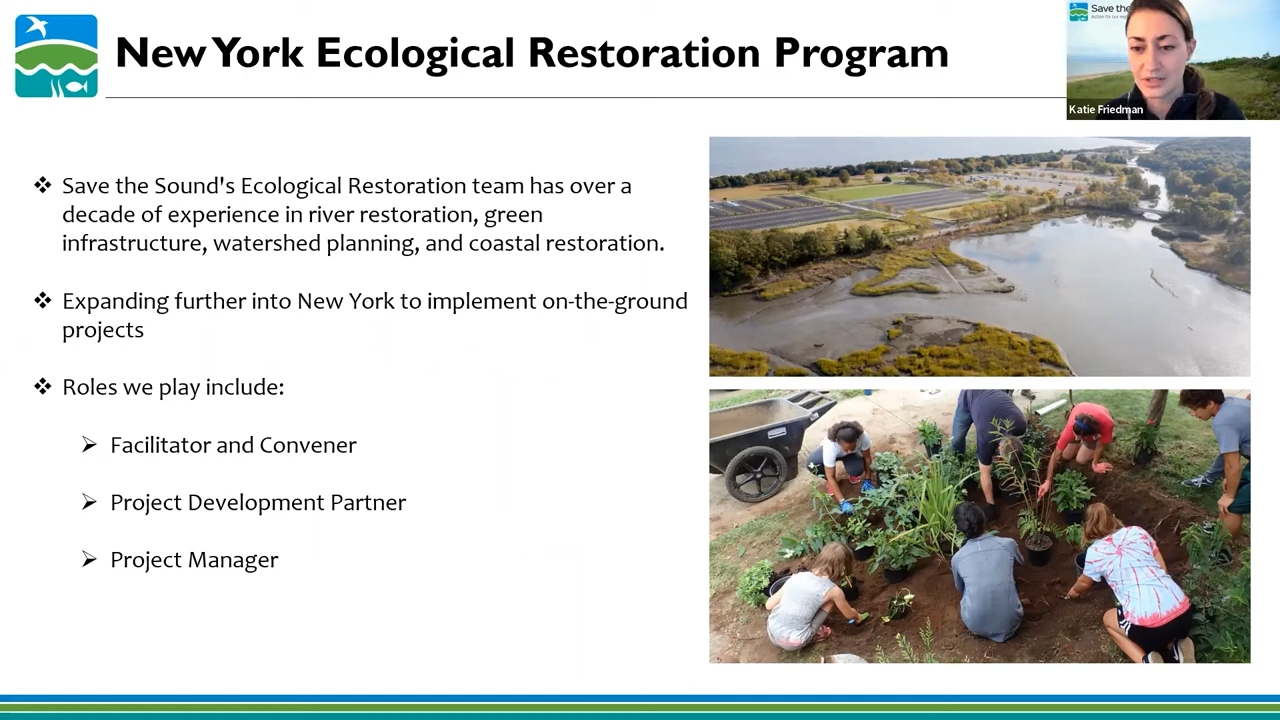 New York Ecological Restoration Program
Save the
Katie Friedman
❖ Save the Sound's Ecological Restoration team has over a
decade of experience in river restoration, green
infrastructure, watershed planning, and coastal restoration.
❖ Expanding further into New York to implement on-the-ground
projects
❖ Roles we play include:
➢ Facilitator and Convener
➢ Project Development Partner
➢ Project Manager